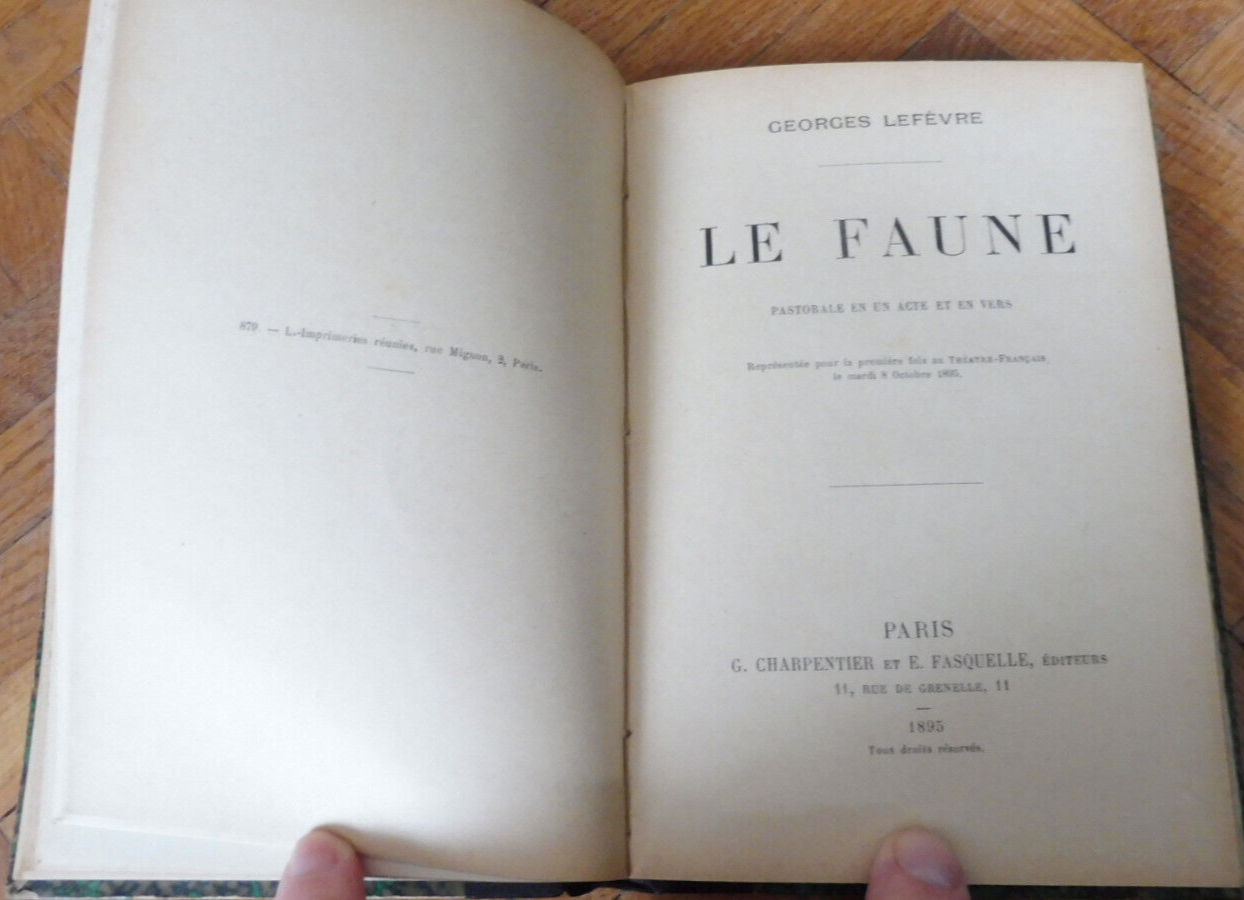 879. — L.-Imprimeries réunies, rue Mignon, 2, Paris.
GEORGES LEFÈVRE
LE FAUNE
PASTORALE EN UN ACTE ET EN VERS
Représentée pour la première fois au THÉATRE-FRANÇAIS,
le mardi 8 Octobre 1895.
PARIS
G. CHARPENTIER ET E. FASQUELLE, ÉDITEURS
11, RUE DE GRENELLE, 11
—
1895
Tous droits réservés.